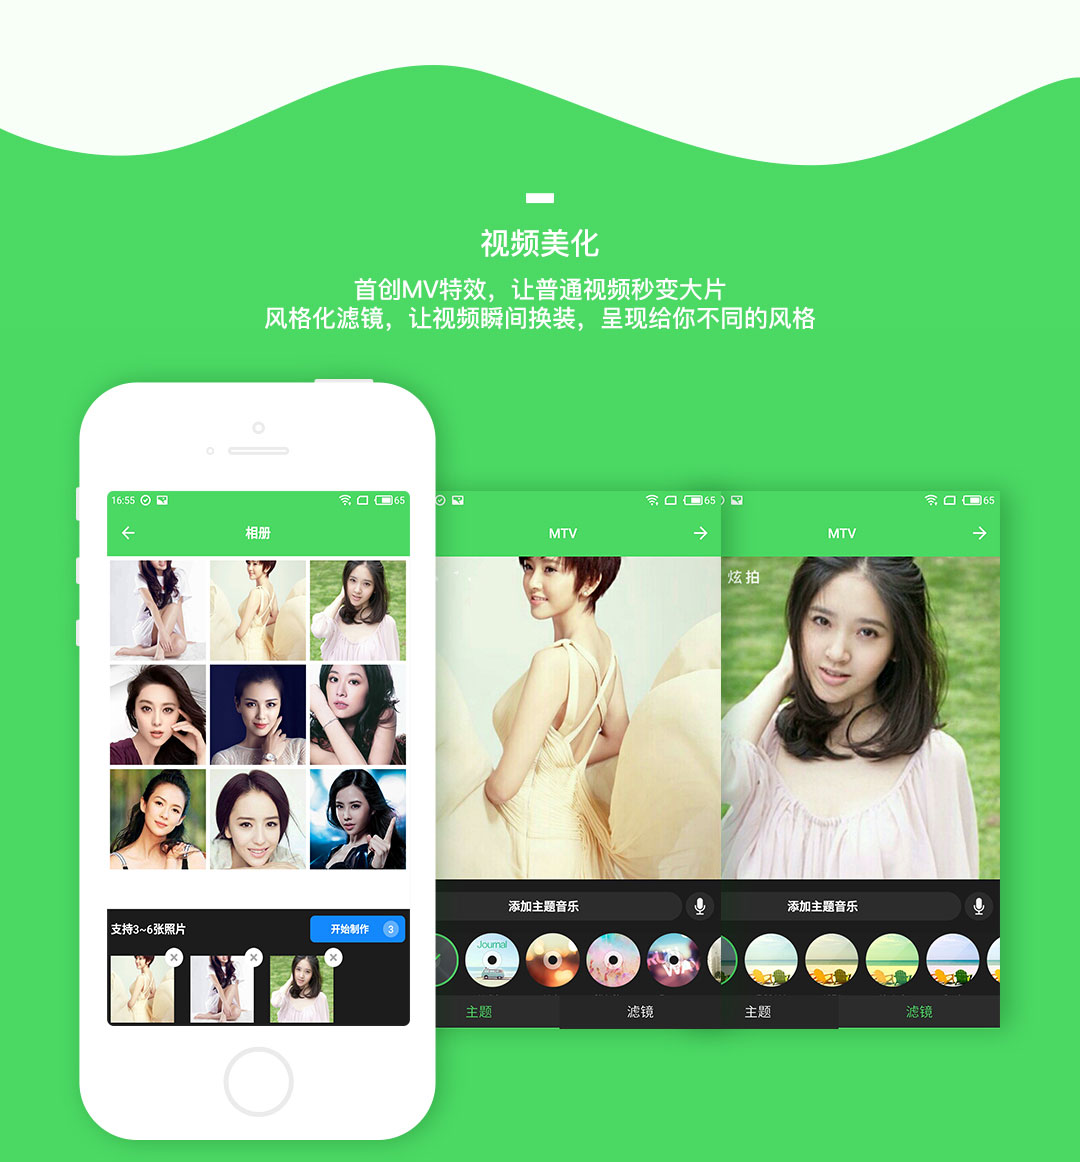 视频美化
首创MV特效，让普通视频秒变大片
风格化滤镜，让视频瞬间换装，呈现给你不同的风格
16:55
65
相册
支持3~6张照片
开始制作 3
65
MTV
添加主题音乐
Journal
主题
滤镜
65
MTV
炫拍
添加主题音乐
主题
滤镜